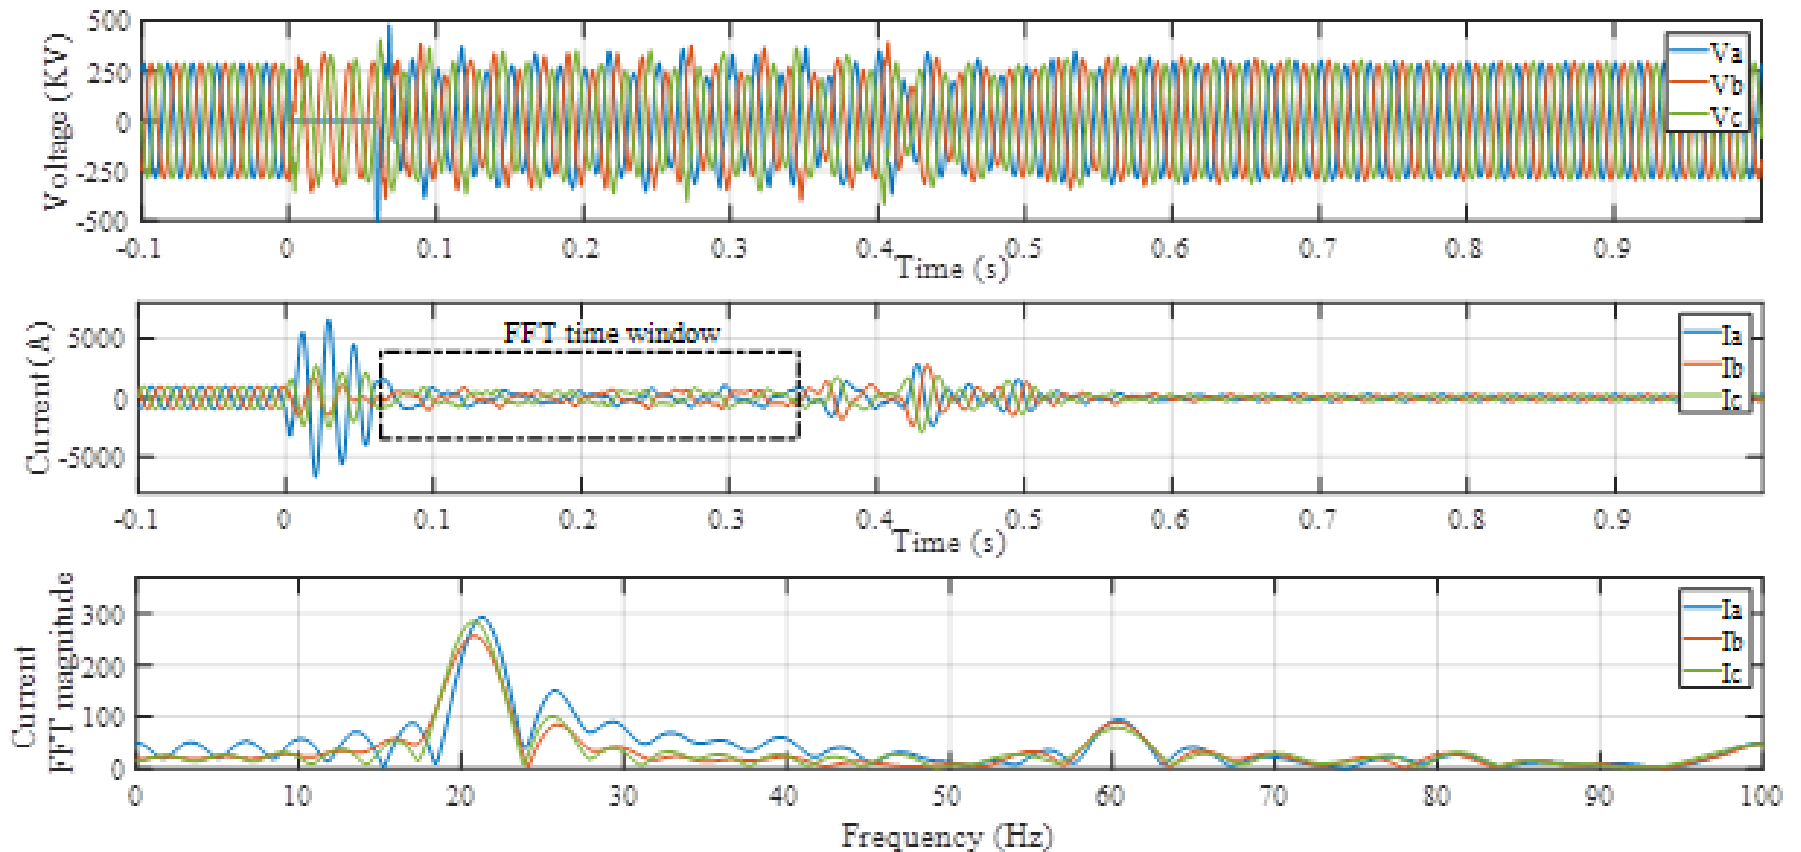 Voltage (KV)
500
250
0
-250
-500
Va
Vb
Vc
-0.1 0 0.1 0.2 0.3 0.4 0.5 0.6 0.7 0.8 0.9
Time (s)
Current(A)
5000
0
-5000
FFT time window
Ia
Ib
Ic
-0.1 0 0.1 0.2 0.3 0.4 0.5 0.6 0.7 0.8 0.9
Time (s)
Current
FFT magnitude
300
200
100
0
Ia
Ib
Ic
0 10 20 30 40 50 60 70 80 90 100
Frequency (Hz)